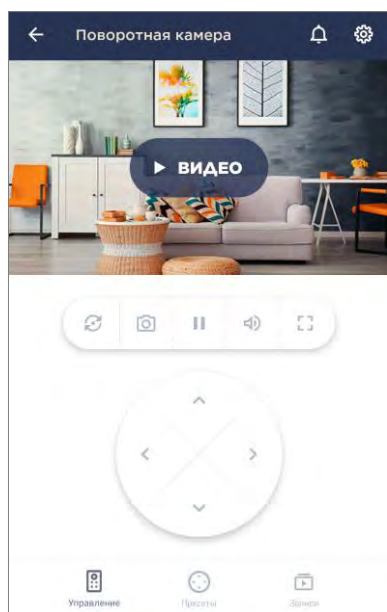 Поворотная камера
ВИДЕО
Управление
Пресеты
Записи